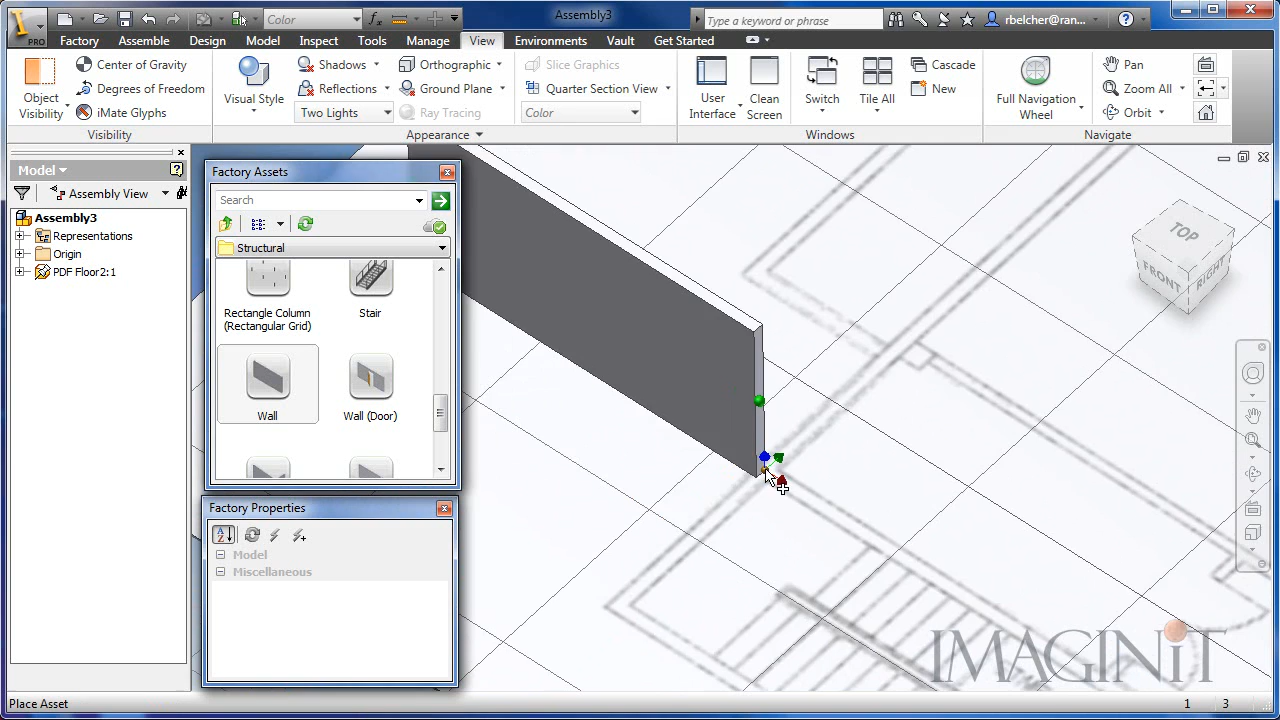 PRO
Color
Assembly3
Type a keyword or phrase
rbelcher@ran...
Factory Assemble Design Model Inspect Tools Manage View Environments Vault Get Started
Object Visibility
Center of Gravity
Degrees of Freedom
iMate Glyphs
Visibility
Visual Style
Shadows
Reflections
Two Lights
Orthographic
Ground Plane
Ray Tracing
Appearance
Slice Graphics
Quarter Section View
Color
User Interface
Clean Screen
Switch
Tile All
Cascade
New
Windows
Full Navigation Wheel
Pan
Zoom All
Orbit
Navigate
Model
Assembly View
Assembly3
Representations
Origin
PDF Floor2:1
Factory Assets
Search
Structural
Rectangle Column (Rectangular Grid)
Stair
Wall
Wall (Door)
Factory Properties
Model
Miscellaneous
TOP
FRONT
RIGHT
IMAGINiT
Place Asset
1 3